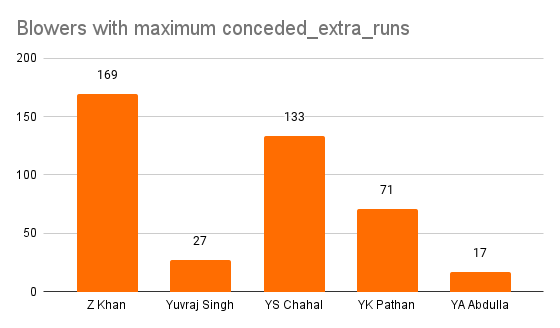 Blowers with maximum conceded_extra_runs
200
150
100
50
0
169
27
133
71
17
Z Khan
Yuvraj Singh
YS Chahal
YK Pathan
YA Abdulla